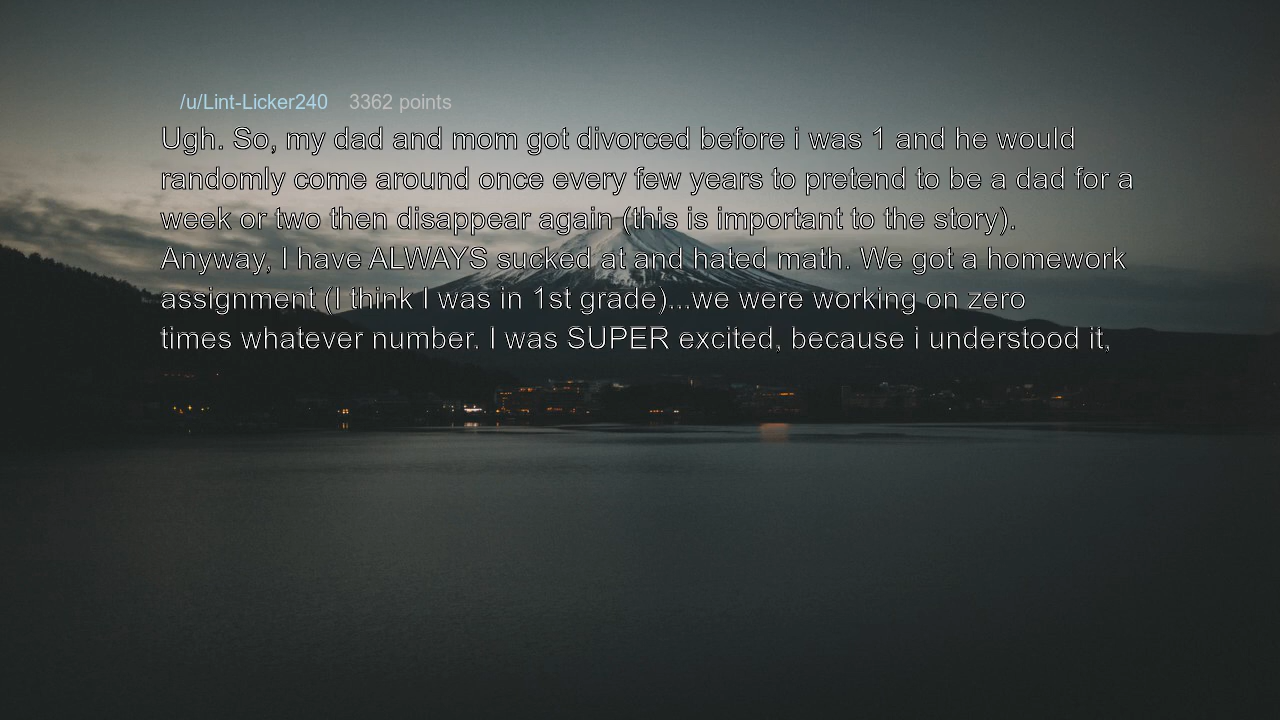 /u/Lint-Licker240 3362 points
Ugh. So, my dad and mom got divorced before i was 1 and he would
randomly come around once every few years to pretend to be a dad for a
week or two then disappear again (this is important to the story).
Anyway, I have ALWAYS sucked at and hated math. We got a homework
assignment (I think I was in 1st grade)...we were working on zero
times whatever number. I was SUPER excited, because i understood it,